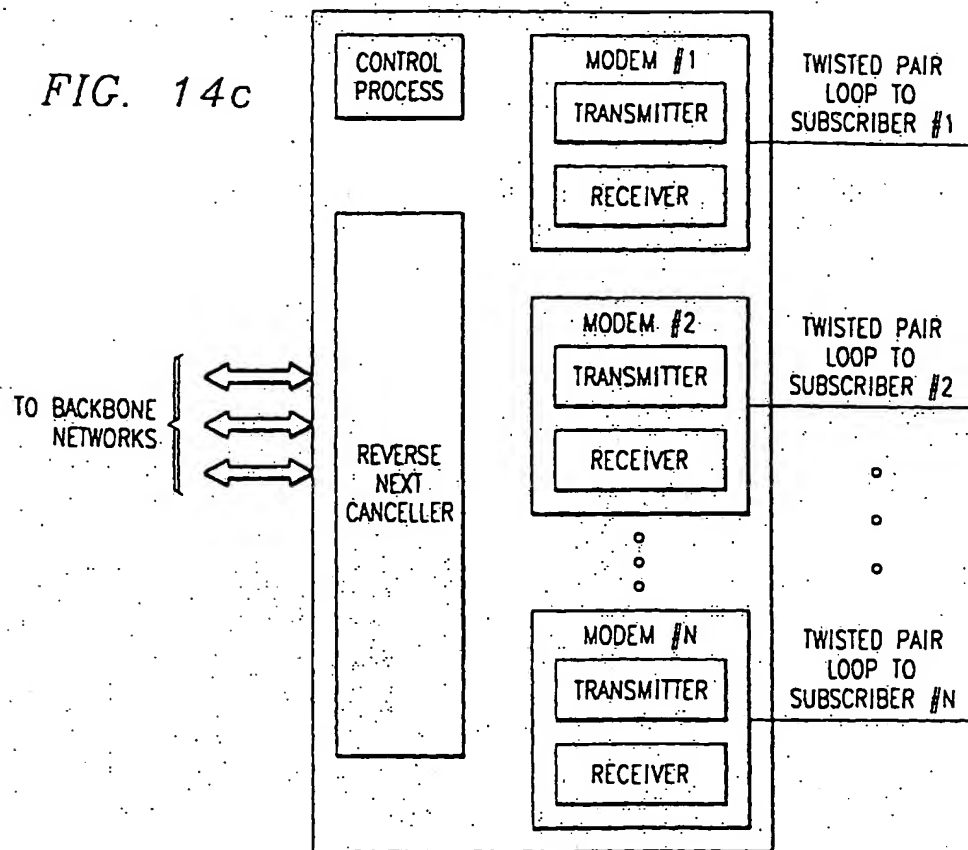 FIG. 14c
CONTROL
PROCESS
REVERSE
NEXT
CANCELLER
TO BACKBONE
NETWORKS
MODEM #1
TRANSMITTER
RECEIVER
TWISTED PAIR
LOOP TO
SUBSCRIBER #1
MODEM #2
TRANSMITTER
RECEIVER
TWISTED PAIR
LOOP TO
SUBSCRIBER #2
MODEM #N
TRANSMITTER
RECEIVER
TWISTED PAIR
LOOP TO
SUBSCRIBER #N